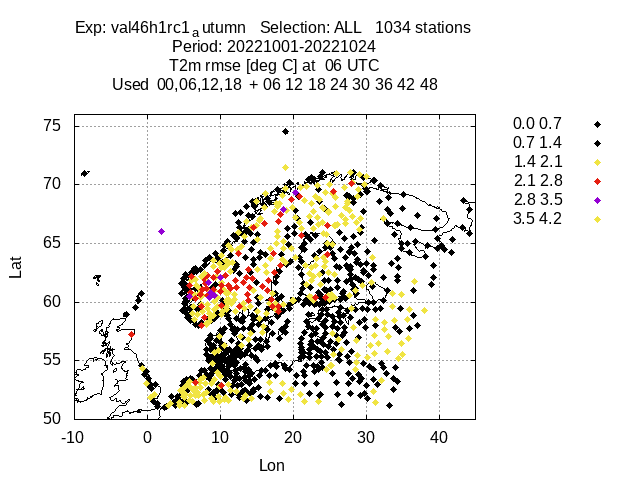 Exp: val46h1rc1autumn Selection: ALL 1034 stations
Period: 20221001-20221024
T2m rmse [deg C] at 06 UTC
Used 00,06,12,18 + 06 12 18 24 30 36 42 48
0.0 0.7
0.7 1.4
1.4 2.1
2.1 2.8
2.8 3.5
3.5 4.2
75
70
65
60
55
50
Lat
-10 0 10 20 30 40
Lon